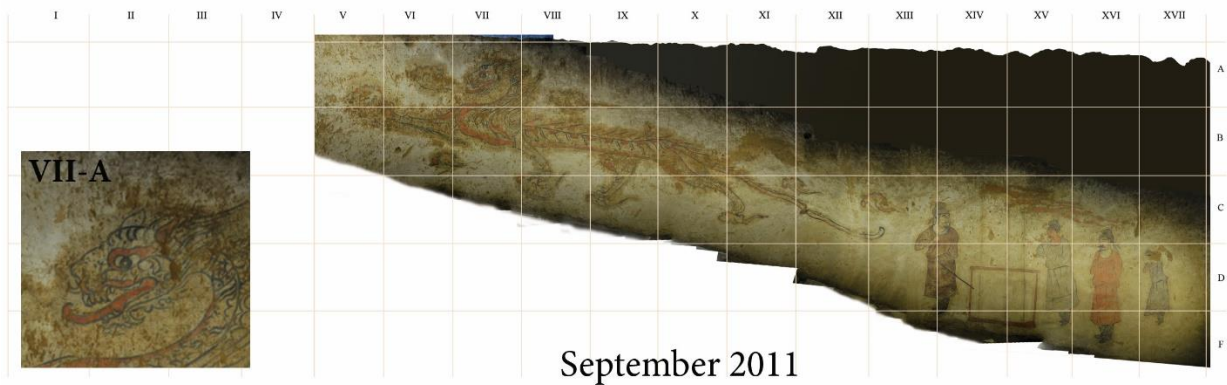 I II III IV V VI VII VIII IX X XI XII XIII XIV XV XVI XVII
A
B
C
D
F
VII-A
September 2011